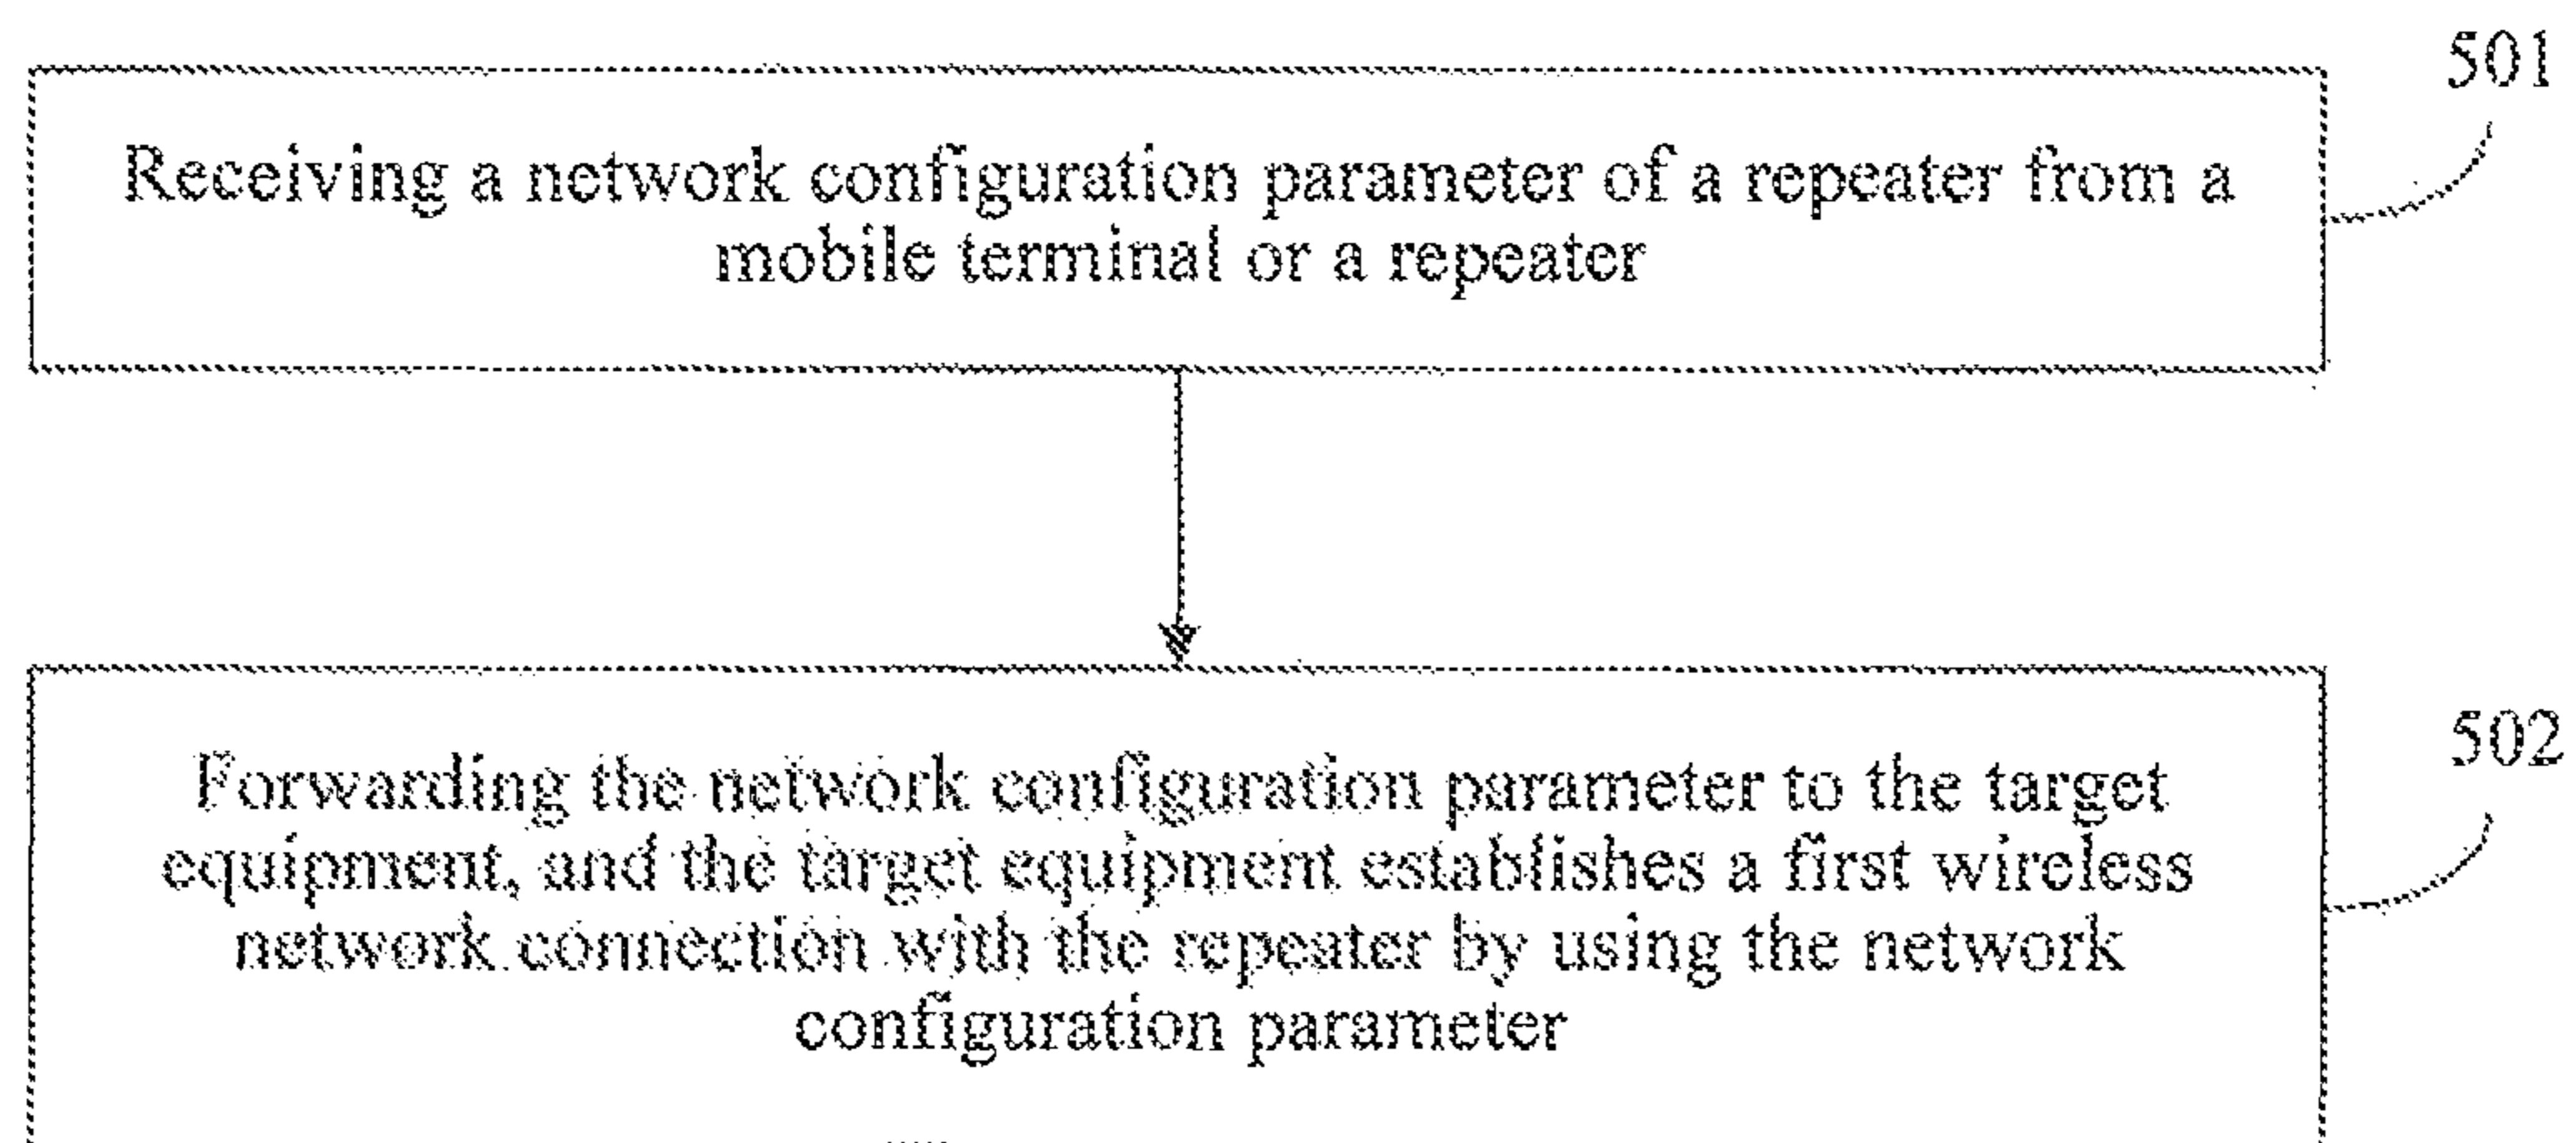 501
Receiving a network configuration parameter of a repeater from a
mobile terminal or a repeater
502
Forwarding the network configuration parameter to the target
equipment, and the target equipment establishes a first wireless
network connection with the repeater by using the network
configuration parameter